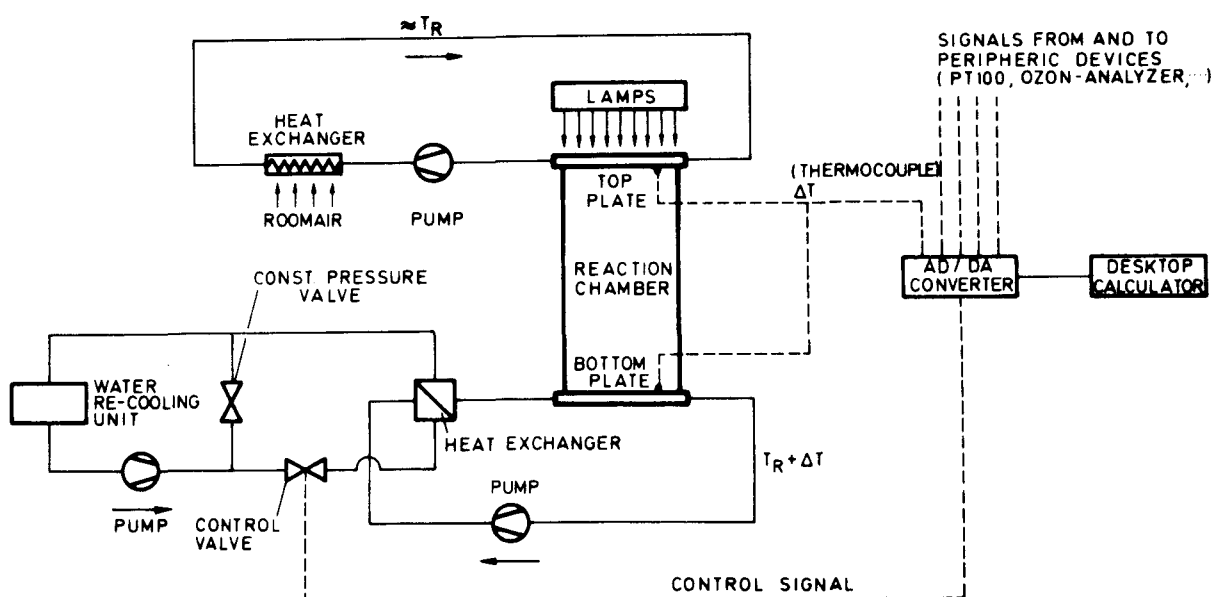 ≈TR
SIGNALS FROM AND TO
PERIPHERIC DEVICES
(PT100, OZON-ANALYZER, ...)
LAMPS
HEAT
EXCHANGER
ROOMAIR
PUMP
TOP
PLATE
(THERMOCOUPLE)
ΔT
CONST. PRESSURE
VALVE
REACTION
CHAMBER
AD/DA
CONVERTER
DESKTOP
CALCULATOR
BOTTOM
PLATE
WATER
RE-COOLING
UNIT
HEAT EXCHANGER
TR + ΔT
PUMP
PUMP
CONTROL
VALVE
CONTROL SIGNAL